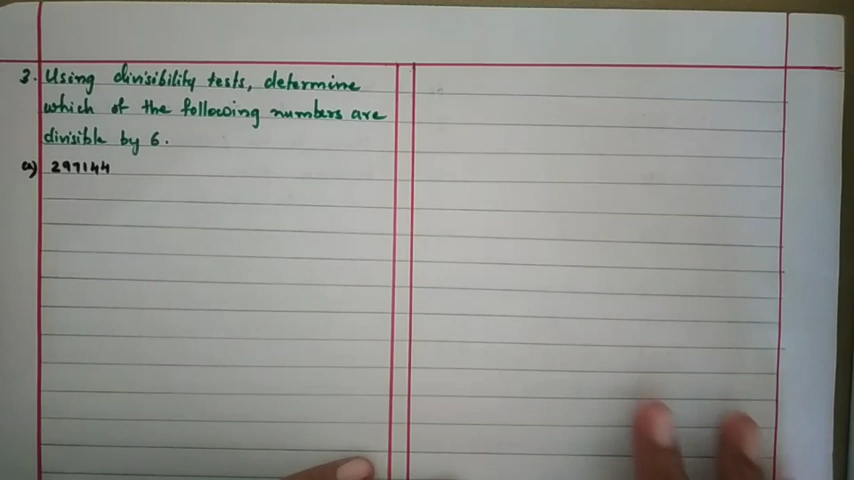 3. Using divisibility tests, determine
which of the following numbers are
divisible by 6.
a) 297144